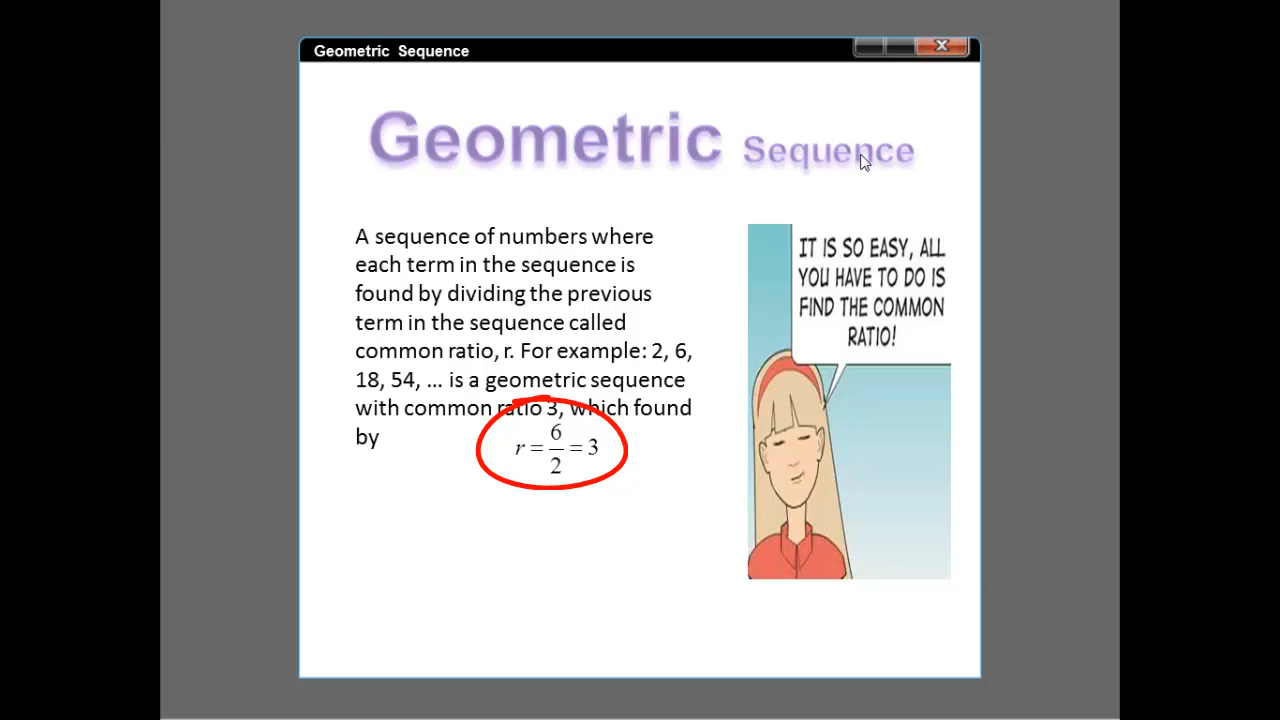 Geometric Sequence
Geometric Sequence
A sequence of numbers where
each term in the sequence is
found by dividing the previous
term in the sequence called
common ratio, r. For example: 2, 6,
18, 54, ... is a geometric sequence
with common ratio 3, which found
by
r = 6/2 = 3
IT IS SO EASY, ALL
YOU HAVE TO DO IS
FIND THE COMMON
RATIO!